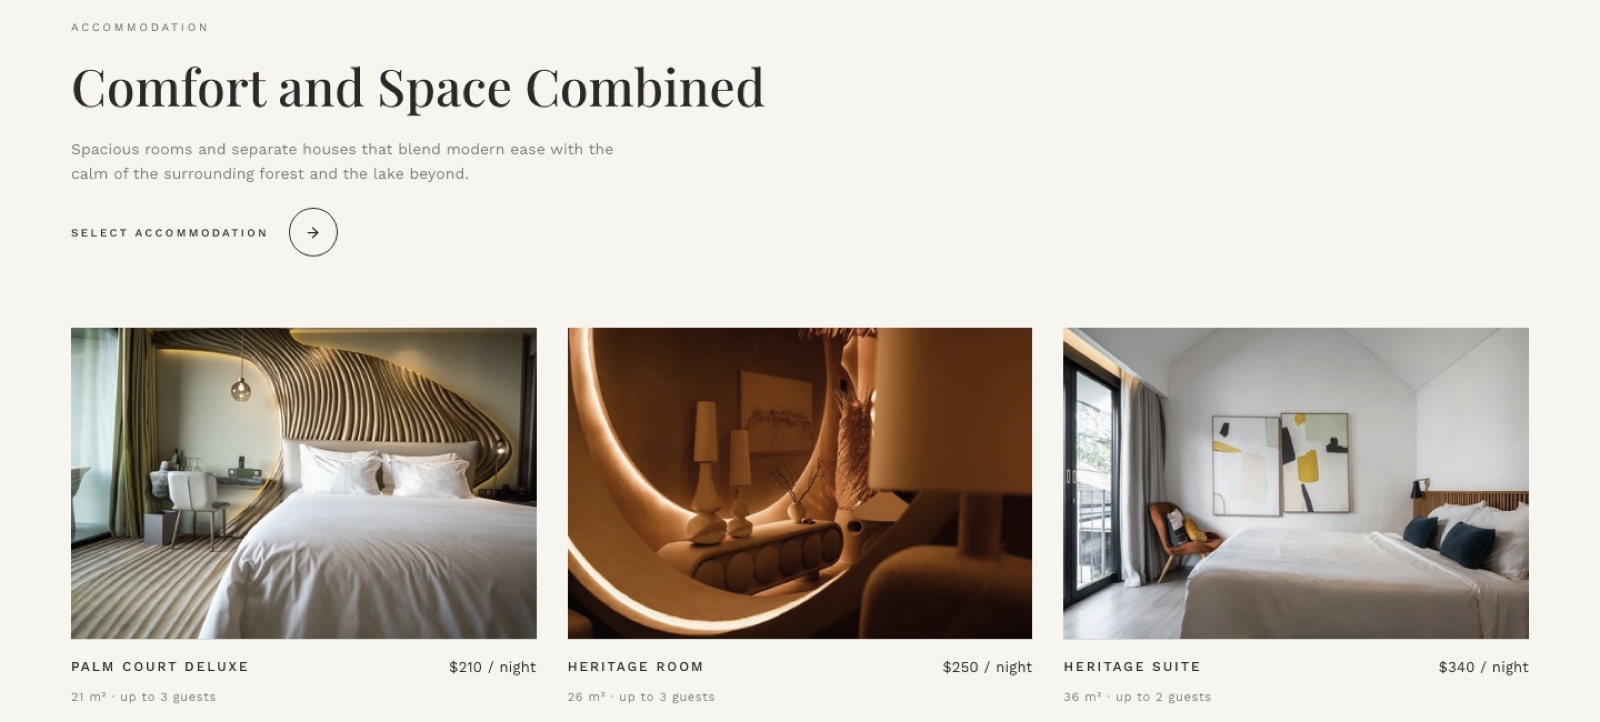 ACCOMMODATION
Comfort and Space Combined
Spacious rooms and separate houses that blend modern ease with the
calm of the surrounding forest and the lake beyond.
SELECT ACCOMMODATION
PALM COURT DELUXE
$210 / night
21 m² · up to 3 guests
HERITAGE ROOM
$250 / night
26 m² · up to 3 guests
HERITAGE SUITE
$340 / night
36 m² · up to 2 guests